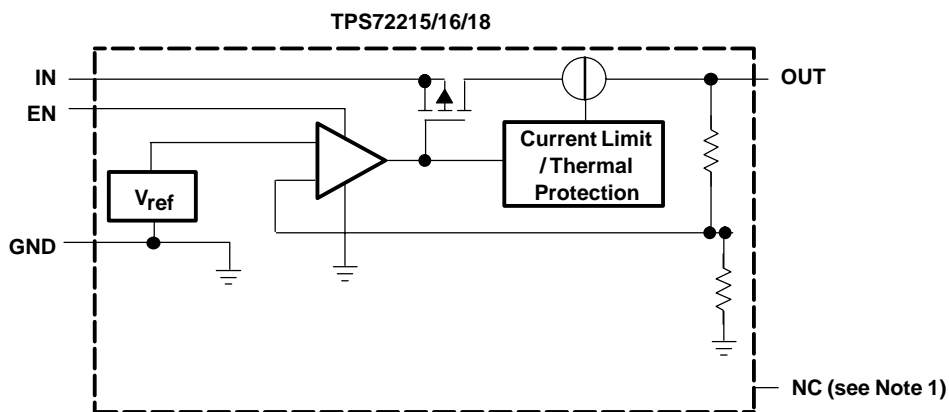 TPS72215/16/18
IN
OUT
EN
Current Limit
/ Thermal
Protection
Vref
GND
NC (see Note 1)